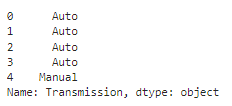 0      Auto
1      Auto
2      Auto
3      Auto
4    Manual
Name: Transmission, dtype: object